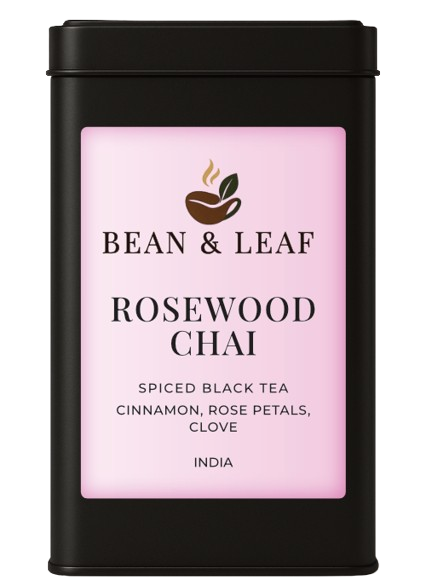 BEAN & LEAF
ROSEWOOD
CHAI
SPICED BLACK TEA
CINNAMON, ROSE PETALS,
CLOVE
INDIA